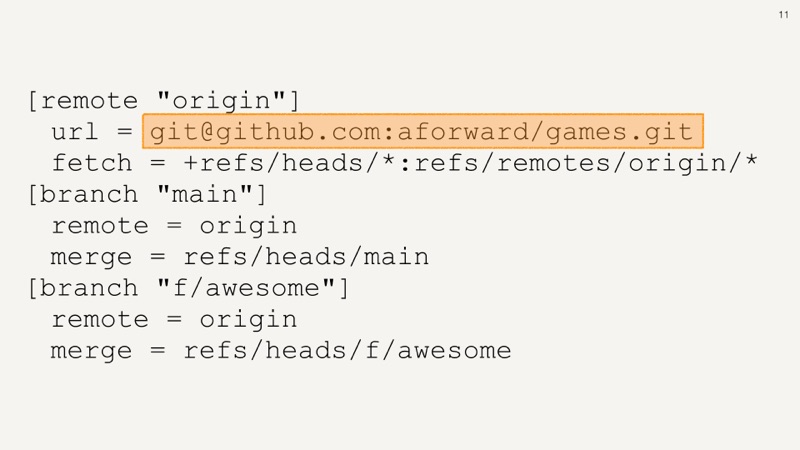 11
[remote "origin"]
url = git@github.com:aforward/games.git
fetch = +refs/heads/*:refs/remotes/origin/*
[branch "main"]
remote = origin
merge = refs/heads/main
[branch "f/awesome"]
remote = origin
merge = refs/heads/f/awesome